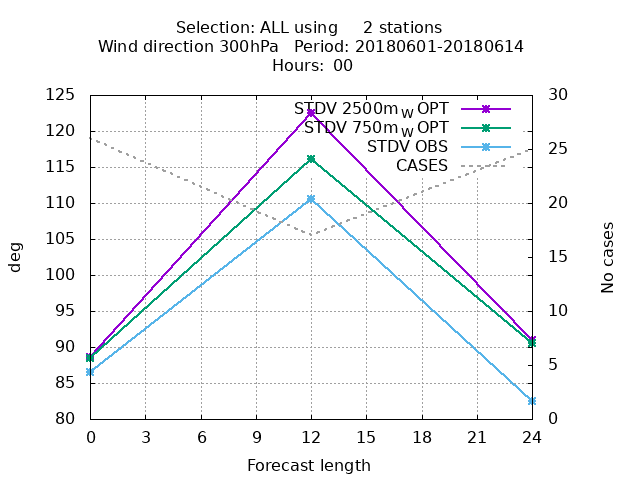 Selection: ALL using 2 stations
Wind direction 300hPa Period: 20180601-20180614
Hours: 00
STDV 2500m_W OPT
STDV 750m_W OPT
STDV OBS
CASES
125
120
115
110
105
100
95
90
85
80
deg
30
25
20
15
10
5
0
No cases
0 3 6 9 12 15 18 21 24
Forecast length